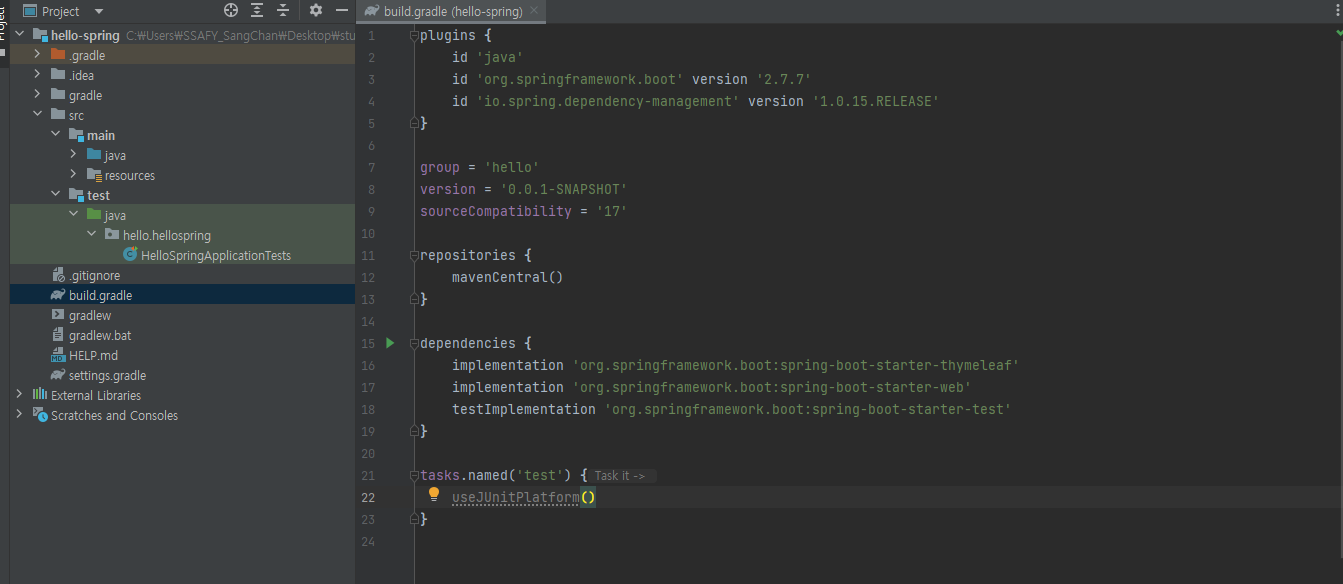 Project
Project
build.gradle (hello-spring)
hello-spring C:₩Users₩SSAFY_SangChan₩Desktop₩stu
.gradle
.idea
gradle
src
main
java
resources
test
java
hello.hellospring
HelloSpringApplicationTests
.gitignore
build.gradle
gradlew
gradlew.bat
HELP.md
settings.gradle
External Libraries
Scratches and Consoles
1 plugins {
2 id 'java'
3 id 'org.springframework.boot' version '2.7.7'
4 id 'io.spring.dependency-management' version '1.0.15.RELEASE'
5 }
6
7 group = 'hello'
8 version = '0.0.1-SNAPSHOT'
9 sourceCompatibility = '17'
10
11 repositories {
12 mavenCentral()
13 }
14
15 dependencies {
16 implementation 'org.springframework.boot:spring-boot-starter-thymeleaf'
17 implementation 'org.springframework.boot:spring-boot-starter-web'
18 testImplementation 'org.springframework.boot:spring-boot-starter-test'
19 }
20
21 tasks.named('test') { Task it ->
22 useJUnitPlatform()
23 }
24